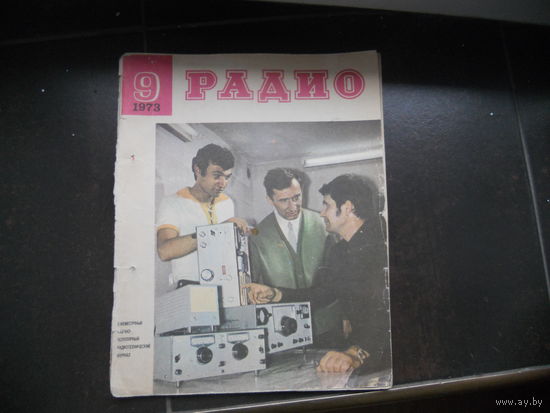 9
1973
РАДИО
ЕЖЕМЕСЯЧНЫЙ
НАУЧНО-
ПОПУЛЯРНЫЙ
РАДИОТЕХНИЧЕСКИЙ
ЖУРНАЛ
www.ay.by